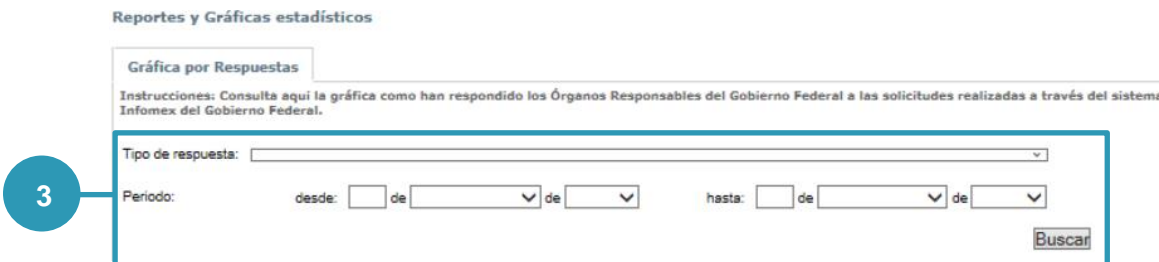 Reportes y Gráficas estadísticos
Gráfica por Respuestas
Instrucciones: Consulta aquí la gráfica como han respondido los Órganos Responsables del Gobierno Federal a las solicitudes realizadas a través del sistema
Infomex del Gobierno Federal.
Tipo de respuesta:
3
Periodo: desde: de de hasta: de de
Buscar